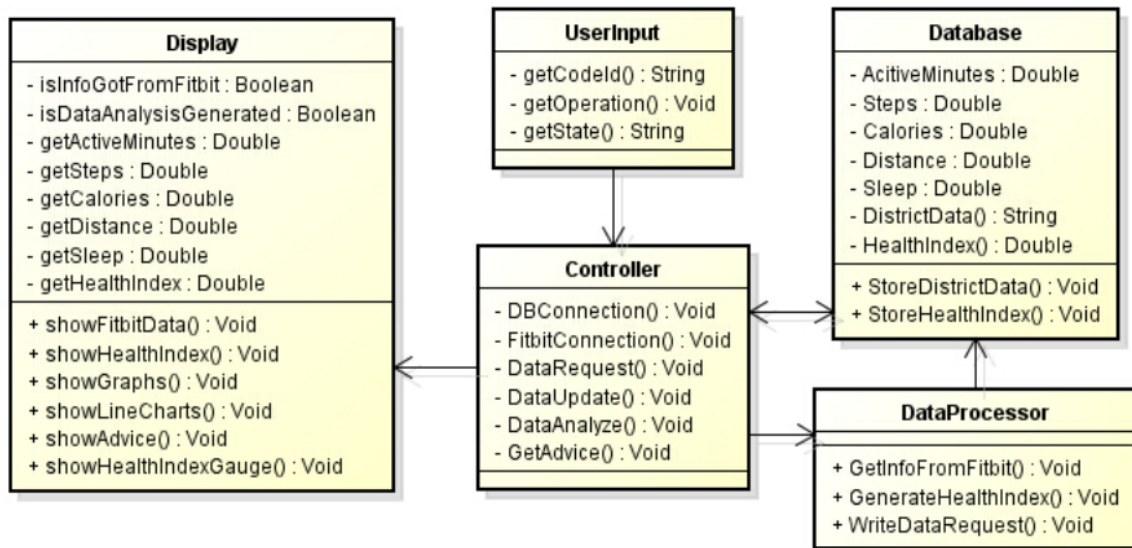 Display
- isInfoGotFromFitbit : Boolean
- isDataAnalysisGenerated : Boolean
- getActiveMinutes : Double
- getSteps : Double
- getCalories : Double
- getDistance : Double
- getSleep : Double
- getHealthIndex : Double
+ showFitbitData() : Void
+ showHealthIndex() : Void
+ showGraphs() : Void
+ showLineCharts() : Void
+ showAdvice() : Void
+ showHealthIndexGauge() : Void
UserInput
- getCodeId() : String
- getOperation() : Void
- getState() : String
Controller
- DBConnection() : Void
- FitbitConnection() : Void
- DataRequest() : Void
- DataUpdate() : Void
- DataAnalyze() : Void
- GetAdvice() : Void
Database
- AcitiveMinutes : Double
- Steps : Double
- Calories : Double
- Distance : Double
- Sleep : Double
- DistrictData() : String
- HealthIndex() : Double
+ StoreDistrictData() : Void
+ StoreHealthIndex() : Void
DataProcessor
+ GetInfoFromFitbit() : Void
+ GenerateHealthIndex() : Void
+ WriteDataRequest() : Void